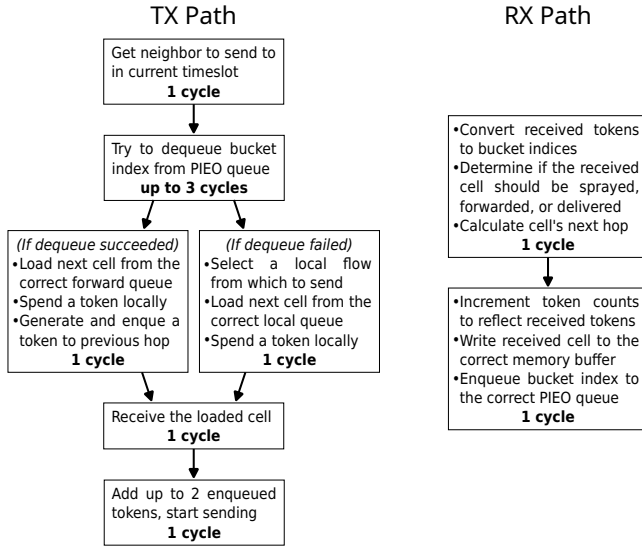 TX Path
Get neighbor to send to
in current timeslot
1 cycle
Try to dequeue bucket
index from PIEO queue
up to 3 cycles
(If dequeue succeeded)
•Load next cell from the
correct forward queue
•Spend a token locally
•Generate and enque a
token to previous hop
1 cycle
(If dequeue failed)
•Select a local flow
from which to send
•Load next cell from the
correct local queue
•Spend a token locally
1 cycle
Receive the loaded cell
1 cycle
Add up to 2 enqueued
tokens, start sending
1 cycle
RX Path
•Convert received tokens
to bucket indices
•Determine if the received
cell should be sprayed,
forwarded, or delivered
•Calculate cell's next hop
1 cycle
•Increment token counts
to reflect received tokens
•Write received cell to the
correct memory buffer
•Enqueue bucket index to
the correct PIEO queue
1 cycle